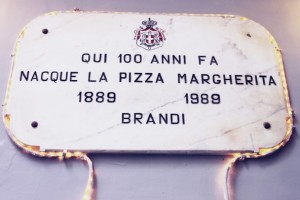 QUI 100 ANNI FA
NACQUE LA PIZZA MARGHERITA
1889 1989
BRANDI